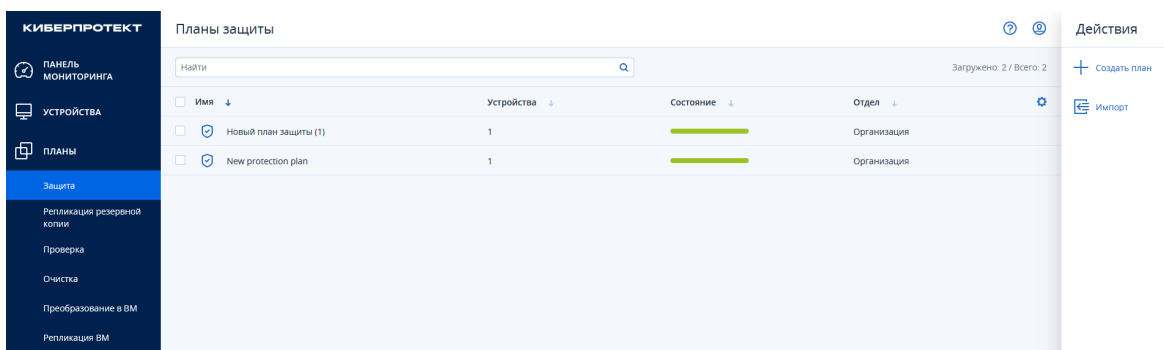 КИБЕРПРОТЕКТ
ПАНЕЛЬ
МОНИТОРИНГА
УСТРОЙСТВА
ПЛАНЫ
Защита
Репликация резервной
копии
Проверка
Очистка
Преобразование в ВМ
Репликация ВМ
Планы защиты
Найти
Загружено: 2 / Всего: 2
Имя Устройства Состояние Отдел
Новый план защиты (1) 1 Организация
New protection plan 1 Организация
Действия
Создать план
Импорт